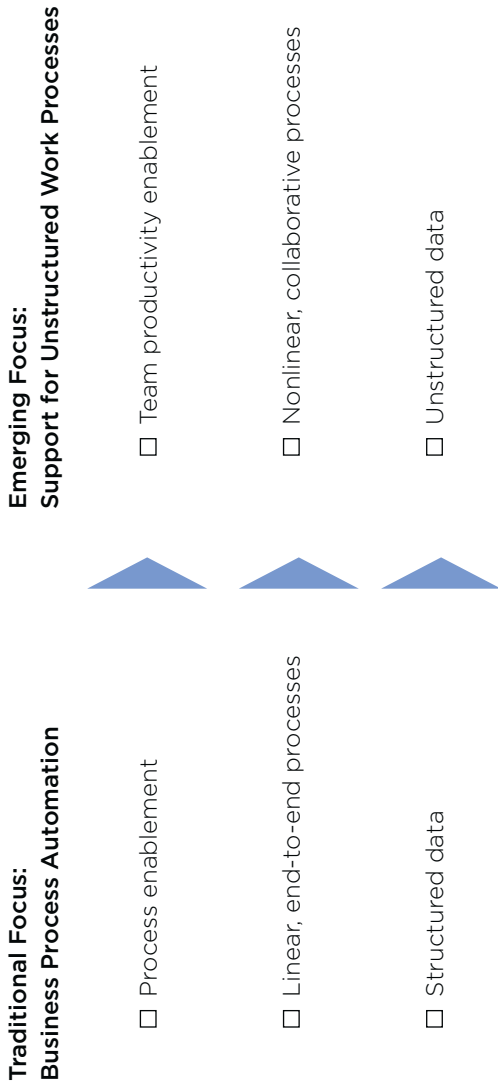 Traditional Focus:
Business Process Automation
☐ Process enablement
☐ Linear, end-to-end processes
☐ Structured data
Emerging Focus:
Support for Unstructured Work Processes
☐ Team productivity enablement
☐ Nonlinear, collaborative processes
☐ Unstructured data